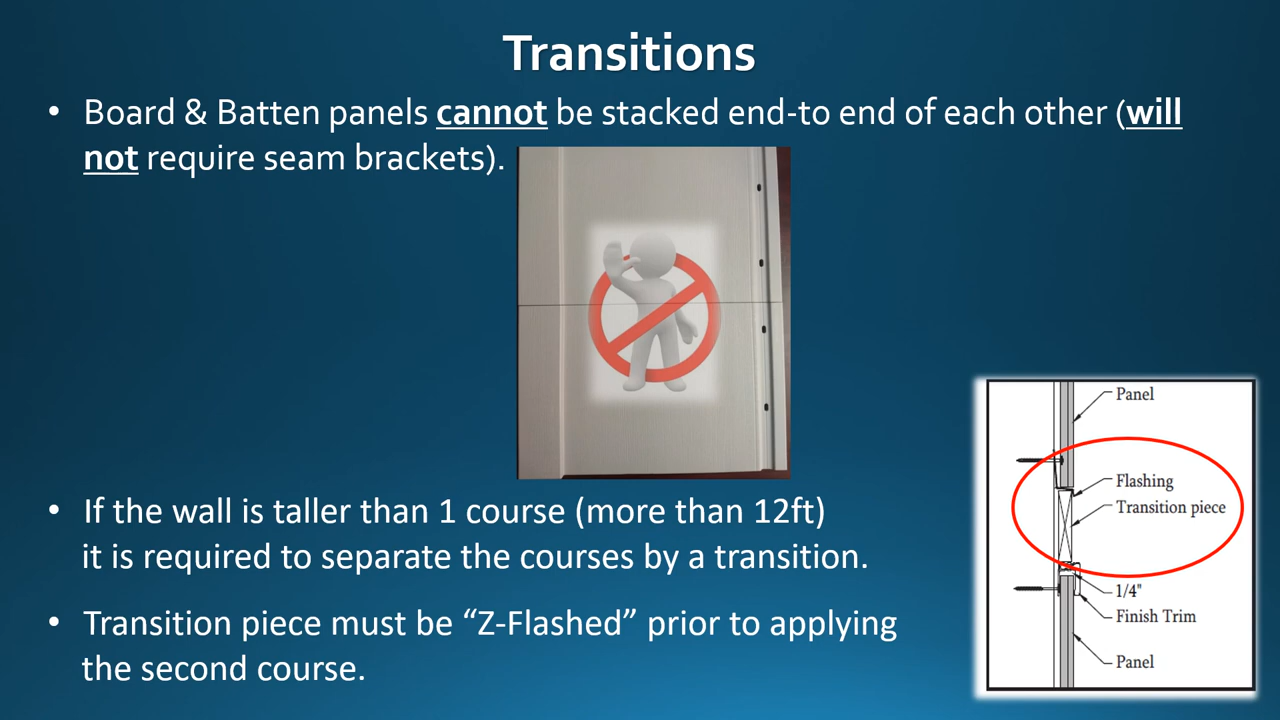 Transitions
• Board & Batten panels cannot be stacked end-to end of each other (will
not require seam brackets).
• If the wall is taller than 1 course (more than 12ft)
it is required to separate the courses by a transition.
• Transition piece must be “Z-Flashed” prior to applying
the second course.
Panel
Flashing
Transition piece
1/4"
Finish Trim
Panel